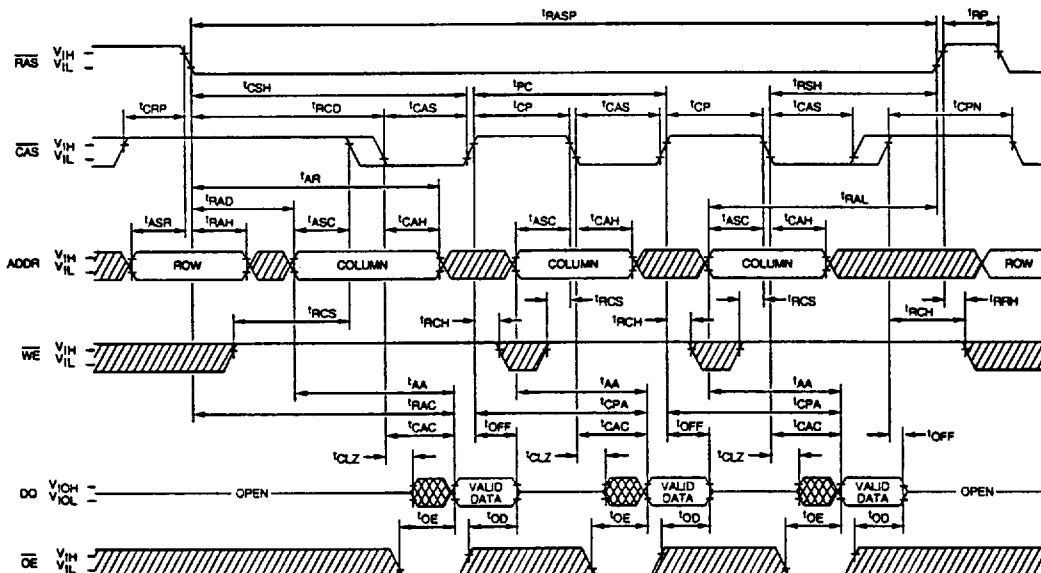 tRASP tRP
RAS VIH
VIL
tCSH tPC tRSH
tCRP tRCD tCAS tCP tCAS tCP tCAS tCPN
CAS VIH
VIL
tAR
tRAD tRAL
tASR tRAH tASC tCAH tASC tCAH tASC tCAH
ADDR VIH
VIL
ROW COLUMN COLUMN COLUMN ROW
tRCS tRCH tRCS tRCH tRCS tRCH tRRH
WE VIH
VIL
tAA tAA tAA
tRAC tCPA tCPA
tCAC tOFF tCAC tOFF tCAC tOFF
tCLZ tCLZ tCLZ
DQ VIOH
VIOL
OPEN VALID DATA VALID DATA VALID DATA OPEN
tOE tOD tOE tOD tOE tOD
OE VIH
VIL